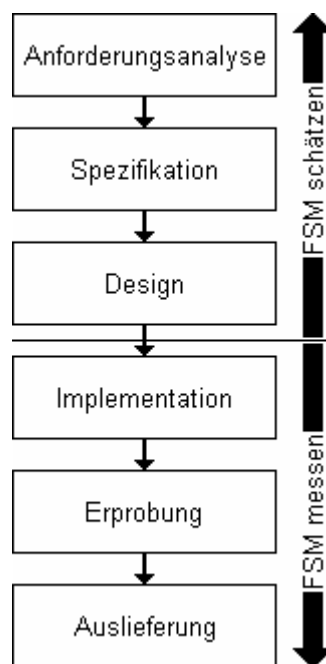 Anforderungsanalyse
Spezifikation
Design
Implementation
Erprobung
Auslieferung
FSM schätzen
FSM messen